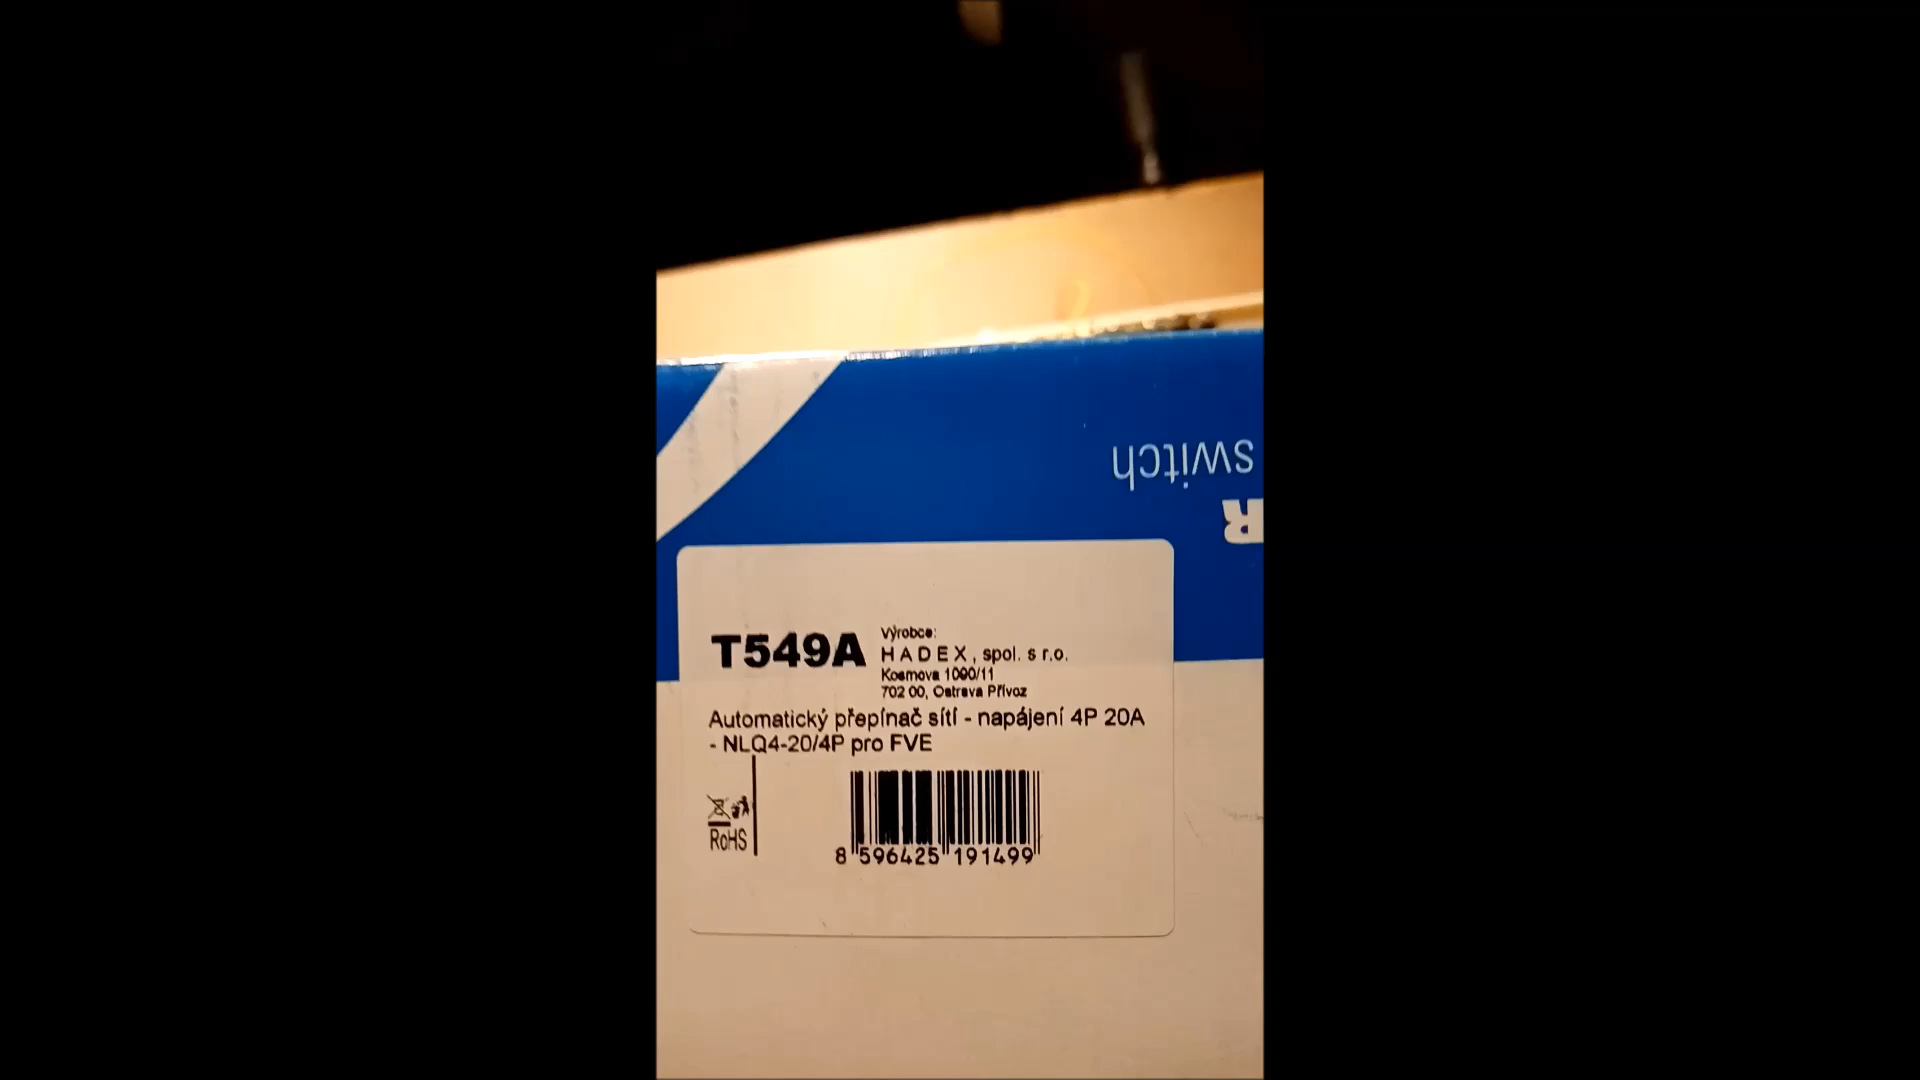 switch
R
T549A
Výrobce:
H A D E X , spol. s r.o.
Kosmova 1090/11
702 00, Ostrava Přívoz
Automatický přepínač sítí - napájení 4P 20A
- NLQ4-20/4P pro FVE
RoHS
8 596425 191499